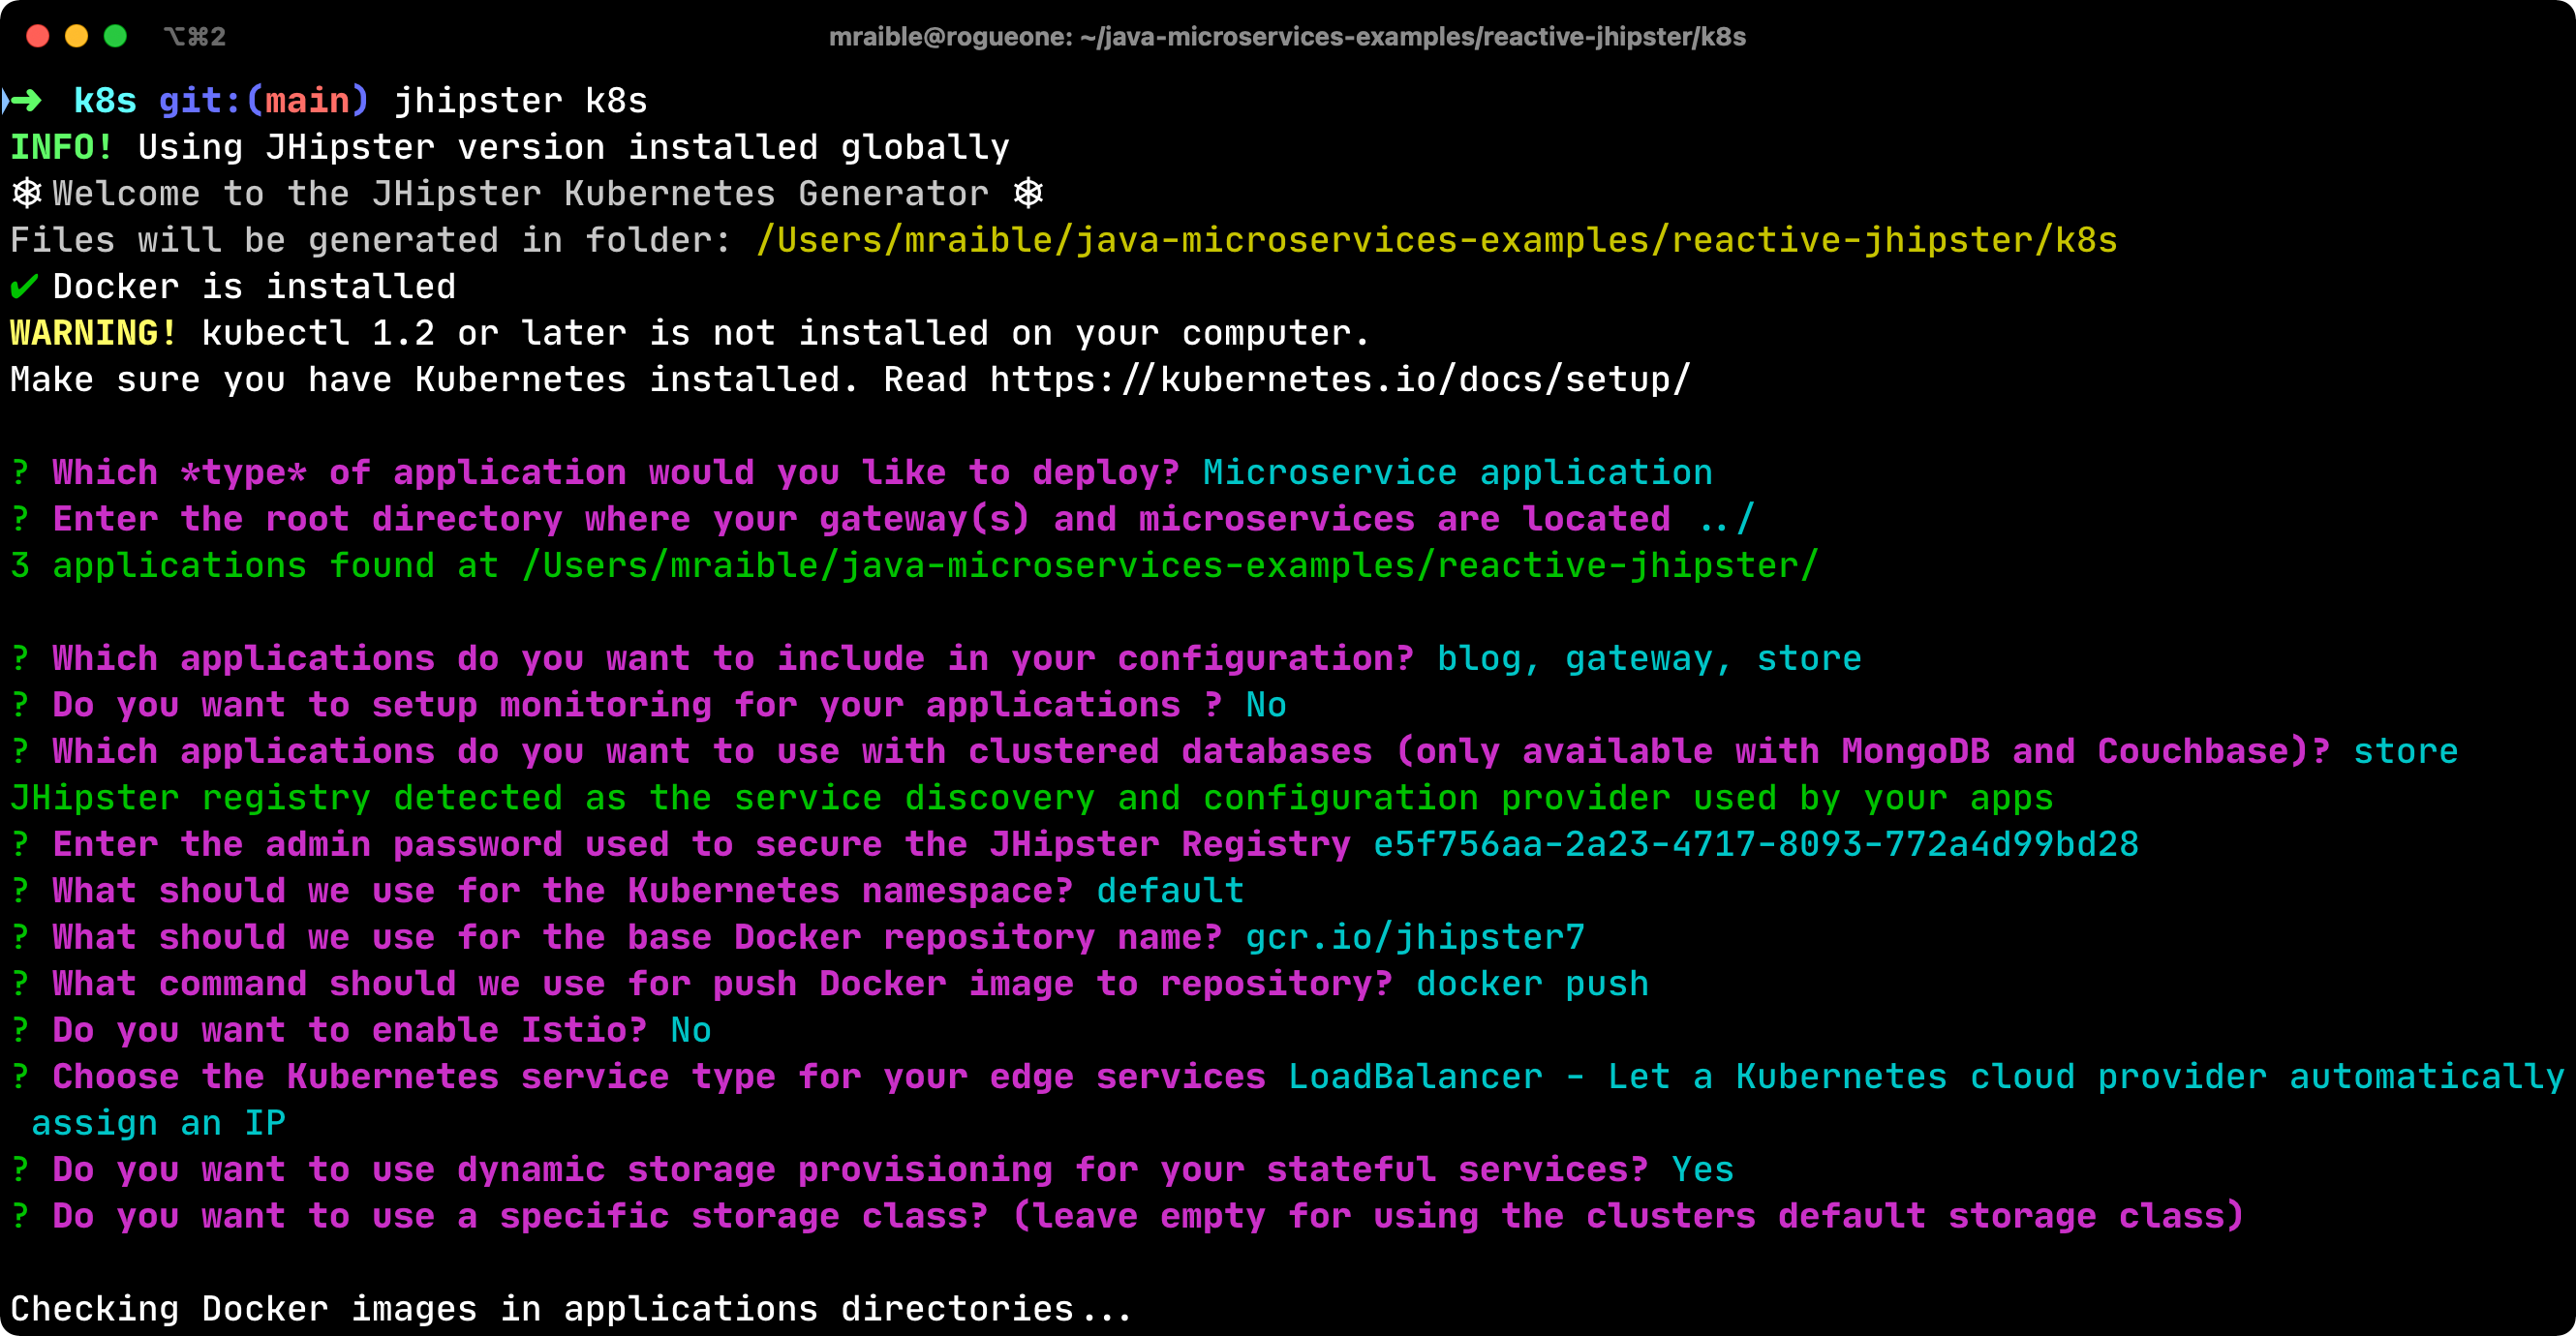 ⌥⌘2
mraible@rogueone: ~/java-microservices-examples/reactive-jhipster/k8s
➜ k8s git:(main) jhipster k8s
INFO! Using JHipster version installed globally
⎈ Welcome to the JHipster Kubernetes Generator ⎈
Files will be generated in folder: /Users/mraible/java-microservices-examples/reactive-jhipster/k8s
✔ Docker is installed
WARNING! kubectl 1.2 or later is not installed on your computer.
Make sure you have Kubernetes installed. Read https://kubernetes.io/docs/setup/
? Which *type* of application would you like to deploy? Microservice application
? Enter the root directory where your gateway(s) and microservices are located ../
3 applications found at /Users/mraible/java-microservices-examples/reactive-jhipster/
? Which applications do you want to include in your configuration? blog, gateway, store
? Do you want to setup monitoring for your applications ? No
? Which applications do you want to use with clustered databases (only available with MongoDB and Couchbase)? store
JHipster registry detected as the service discovery and configuration provider used by your apps
? Enter the admin password used to secure the JHipster Registry e5f756aa-2a23-4717-8093-772a4d99bd28
? What should we use for the Kubernetes namespace? default
? What should we use for the base Docker repository name? gcr.io/jhipster7
? What command should we use for push Docker image to repository? docker push
? Do you want to enable Istio? No
? Choose the Kubernetes service type for your edge services LoadBalancer - Let a Kubernetes cloud provider automatically
assign an IP
? Do you want to use dynamic storage provisioning for your stateful services? Yes
? Do you want to use a specific storage class? (leave empty for using the clusters default storage class)
Checking Docker images in applications directories...